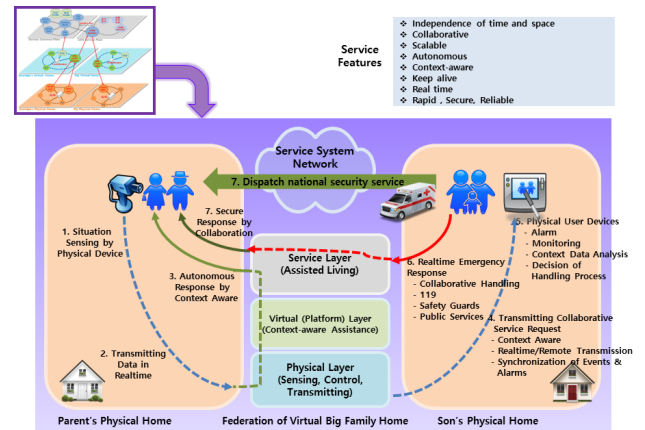 Service
Features
❖ Independence of time and space
❖ Collaborative
❖ Scalable
❖ Autonomous
❖ Context-aware
❖ Keep alive
❖ Real time
❖ Rapid , Secure, Reliable
Service System
Network
7. Dispatch national security service
1. Situation
Sensing by
Physical Device
7. Secure
Response by
Collaboration
3. Autonomous
Response by
Context Aware
2. Transmitting
Data in
Realtime
Service Layer
(Assisted Living)
Virtual (Platform) Layer
(Context-aware Assistance)
Physical Layer
(Sensing, Control,
Transmitting)
5. Physical User Devices
- Alarm
- Monitoring
- Context Data Analysis
- Decision of
Handling Process
6. Realtime Emergency
Response
- Collaborative Handling
- 119
- Safety Guards
- Public Services
4. Transmitting Collaborative
Service Request
- Context Aware
- Realtime/Remote Transmission
- Synchronization of Events &
Alarms
Parent's Physical Home
Federation of Virtual Big Family Home
Son's Physical Home